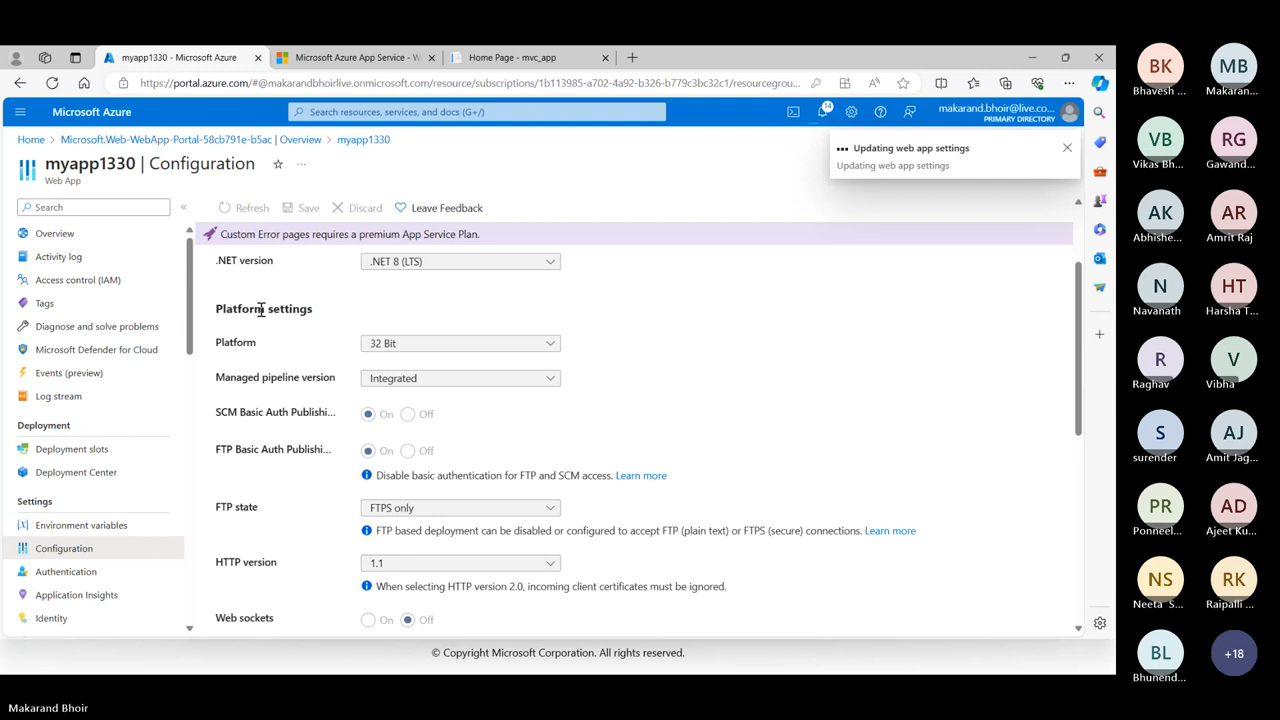 myapp1330 - Microsoft Azure
Microsoft Azure App Service - W
Home Page - mvc_app
https://portal.azure.com/#@makarandbhoirlive.onmicrosoft.com/resource/subscriptions/1b113985-a702-4a92-b326-b779c3bc32c1/resourcegrou...
Microsoft Azure
Search resources, services, and docs (G+/)
14
makarand.bhoir@live.co...
PRIMARY DIRECTORY
Home > Microsoft.Web-WebApp-Portal-58cb791e-b5ac | Overview > myapp1330
myapp1330 | Configuration
Web App
Updating web app settings
Updating web app settings
Search
Refresh
Save
Discard
Leave Feedback
Custom Error pages requires a premium App Service Plan.
Overview
Activity log
Access control (IAM)
Tags
Diagnose and solve problems
Microsoft Defender for Cloud
Events (preview)
Log stream
Deployment
Deployment slots
Deployment Center
Settings
Environment variables
Configuration
Authentication
Application Insights
Identity
.NET version
.NET 8 (LTS)
Platform settings
Platform
32 Bit
Managed pipeline version
Integrated
SCM Basic Auth Publishi...
On
Off
FTP Basic Auth Publishi...
On
Off
Disable basic authentication for FTP and SCM access. Learn more
FTP state
FTPS only
FTP based deployment can be disabled or configured to accept FTP (plain text) or FTPS (secure) connections. Learn more
HTTP version
1.1
When selecting HTTP version 2.0, incoming client certificates must be ignored.
Web sockets
On
Off
© Copyright Microsoft Corporation. All rights reserved.
Makarand Bhoir
BK
Bhavesh ...
MB
Makaran...
VB
Vikas Bh...
RG
Gawand...
AK
Abhishe...
AR
Amrit Raj
N
Navanath
HT
Harsha T...
R
Raghav
V
Vibha
S
surender
AJ
Amit Jag...
PR
Ponneel...
AD
Ajeet Ku...
NS
Neeta S...
RK
Raipalli ...
BL
Bhunend...
+18